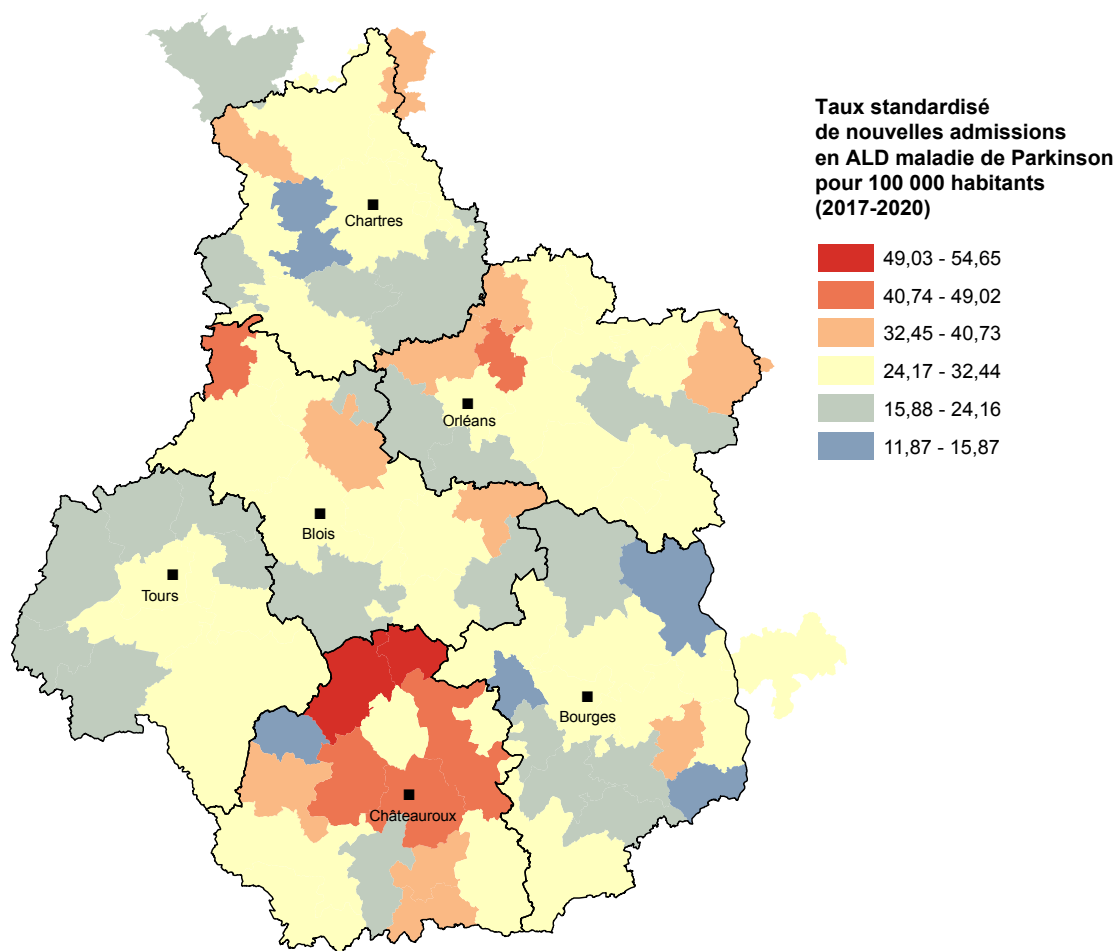 Taux standardisé
de nouvelles admissions
en ALD maladie de Parkinson
pour 100 000 habitants
(2017-2020)
49,03 - 54,65
40,74 - 49,02
32,45 - 40,73
24,17 - 32,44
15,88 - 24,16
11,87 - 15,87
Chartres
Orléans
Blois
Tours
Bourges
Châteauroux